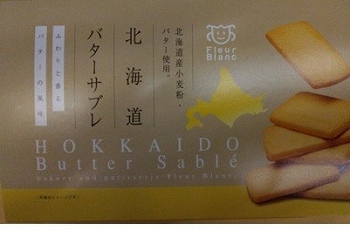 Fleur
Blanc
北海道産小麦粉・
バター使用。
北海道
バターサブレ
ふわりと香る
バターの風味
HOKKAIDO
Butter Sablé
Bakery and patisserie Fleur Blanc